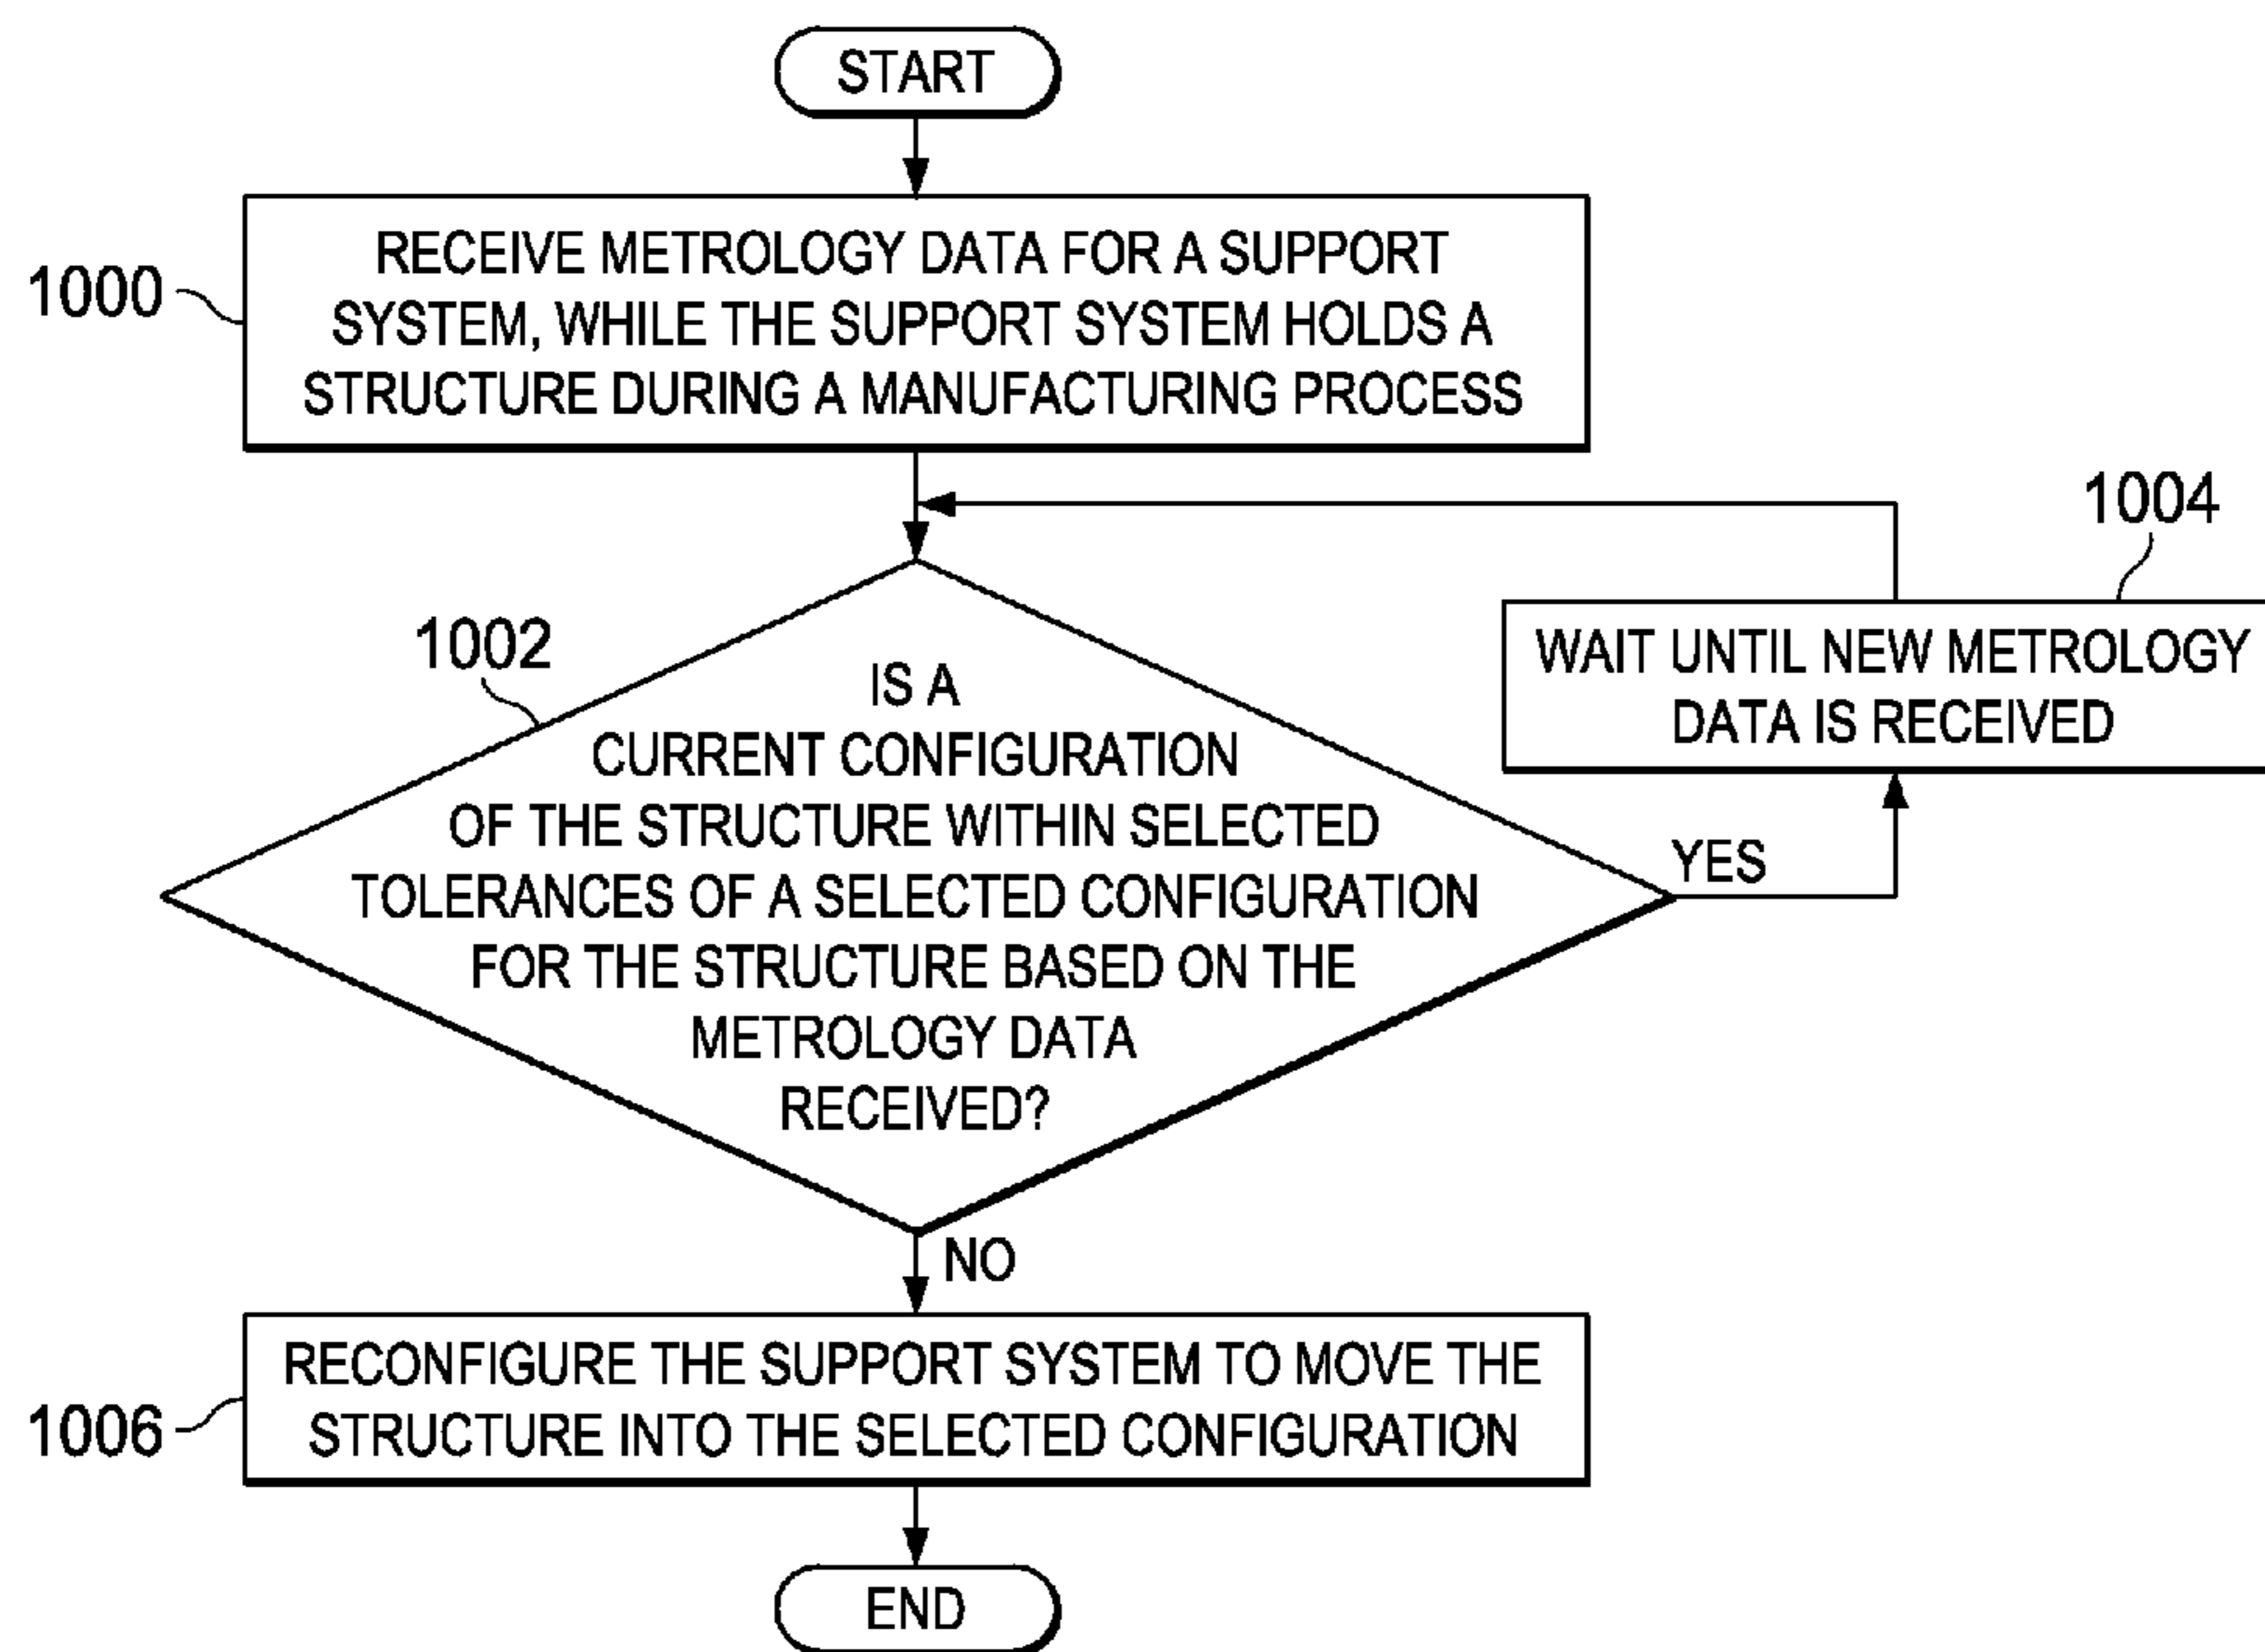 START
1000
RECEIVE METROLOGY DATA FOR A SUPPORT
SYSTEM, WHILE THE SUPPORT SYSTEM HOLDS A
STRUCTURE DURING A MANUFACTURING PROCESS
1004
WAIT UNTIL NEW METROLOGY
DATA IS RECEIVED
1002
IS A
CURRENT CONFIGURATION
OF THE STRUCTURE WITHIN SELECTED
TOLERANCES OF A SELECTED CONFIGURATION
FOR THE STRUCTURE BASED ON THE
METROLOGY DATA
RECEIVED?
YES
NO
1006
RECONFIGURE THE SUPPORT SYSTEM TO MOVE THE
STRUCTURE INTO THE SELECTED CONFIGURATION
END